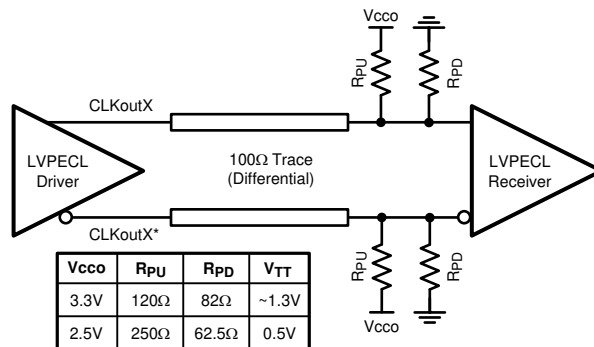 Vcco
RPU
RPD
CLKoutX
LVPECL
Driver
100Ω Trace
(Differential)
LVPECL
Receiver
CLKoutX*
RPU
RPD
Vcco
Vcco RPU RPD VTT
3.3V 120Ω 82Ω ~1.3V
2.5V 250Ω 62.5Ω 0.5V